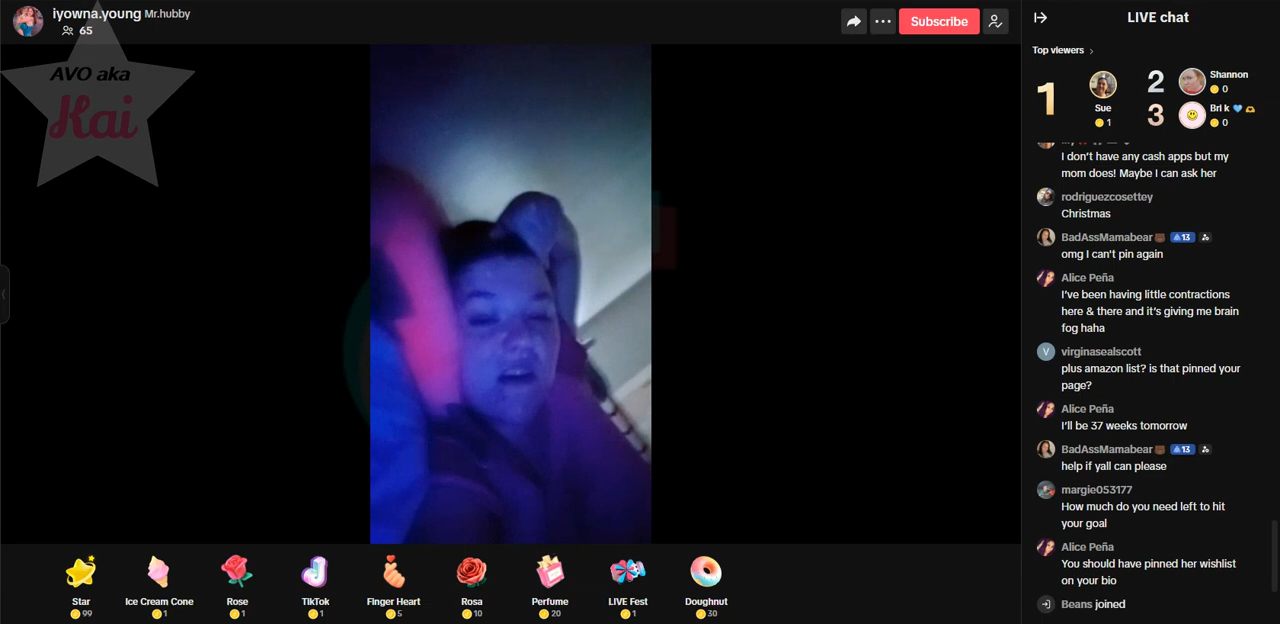 iyowna.young Mr.hubby
65
Subscribe
AVO aka
Kai
LIVE chat
Top viewers
1
Sue
1
2
Shannon
0
3
Bri k
0
I don't have any cash apps but my
mom does! Maybe I can ask her
rodriguezcosettey
Christmas
BadAssMamabear 13
omg I can't pin again
Alice Peña
I've been having little contractions
here & there and it's giving me brain
fog haha
V virginasealscott
plus amazon list? is that pinned your
page?
Alice Peña
I'll be 37 weeks tomorrow
BadAssMamabear 13
help if yall can please
margie053177
How much do you need left to hit
your goal
Alice Peña
You should have pinned her wishlist
on your bio
Beans joined
Star
99
Ice Cream Cone
1
Rose
1
TikTok
1
Finger Heart
5
Rosa
10
Perfume
20
LIVE Fest
1
Doughnut
30